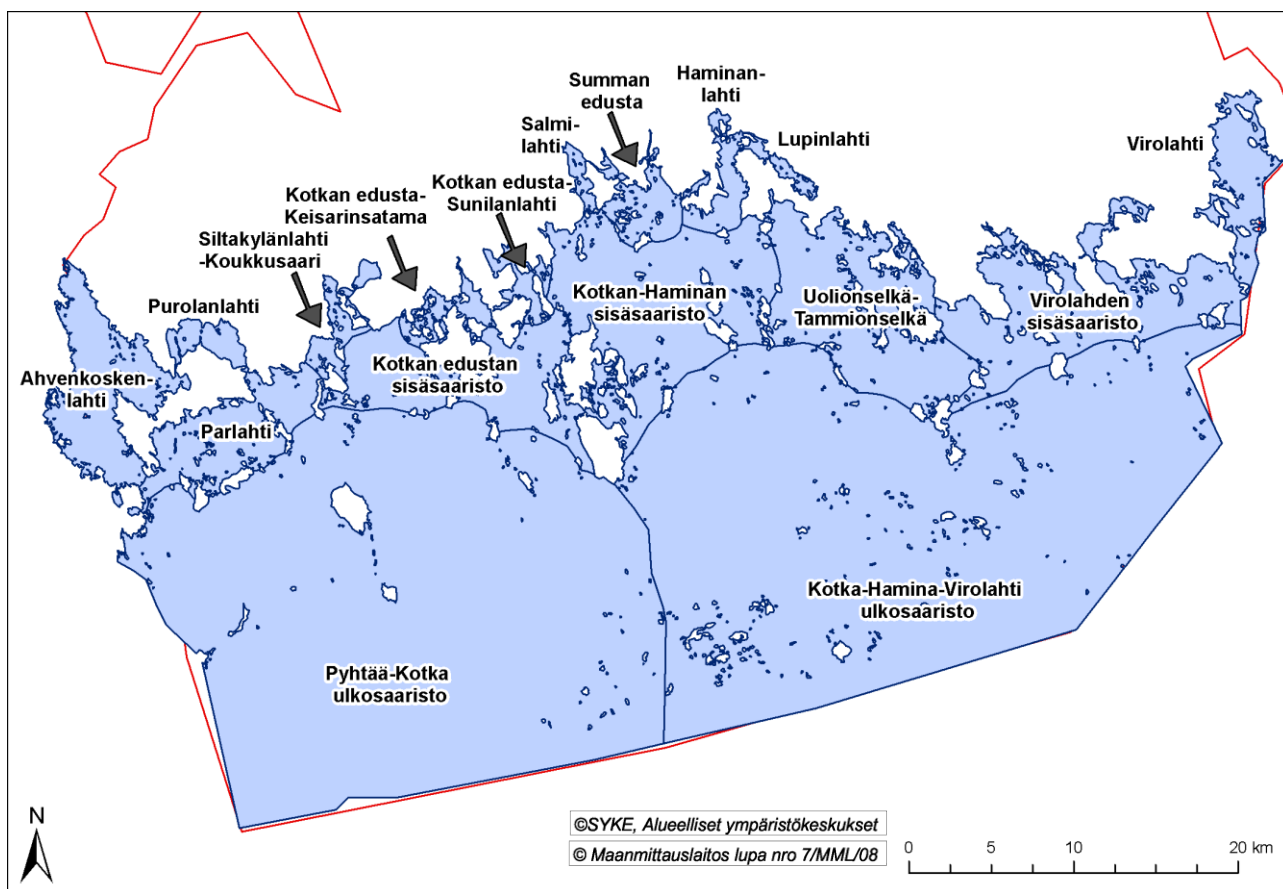 Summan
edusta
Haminan-
lahti
Salmi-
lahti
Lupinlahti
Virolahti
Kotkan edusta-
Keisarinsatama
Kotkan edusta-
Sunilanlahti
Siltakylänlahti
-Koukkusaari
Purolanlahti
Ahvenkosken-
lahti
Parlahti
Kotkan edustan
sisäsaaristo
Kotkan-Haminan
sisäsaaristo
Uolionselkä-
Tammionselkä
Virolahden
sisäsaaristo
Pyhtää-Kotka
ulkosaaristo
Kotka-Hamina-Virolahti
ulkosaaristo
N
©SYKE, Alueelliset ympäristökeskukset
© Maanmittauslaitos lupa nro 7/MML/08
0 5 10 20 km